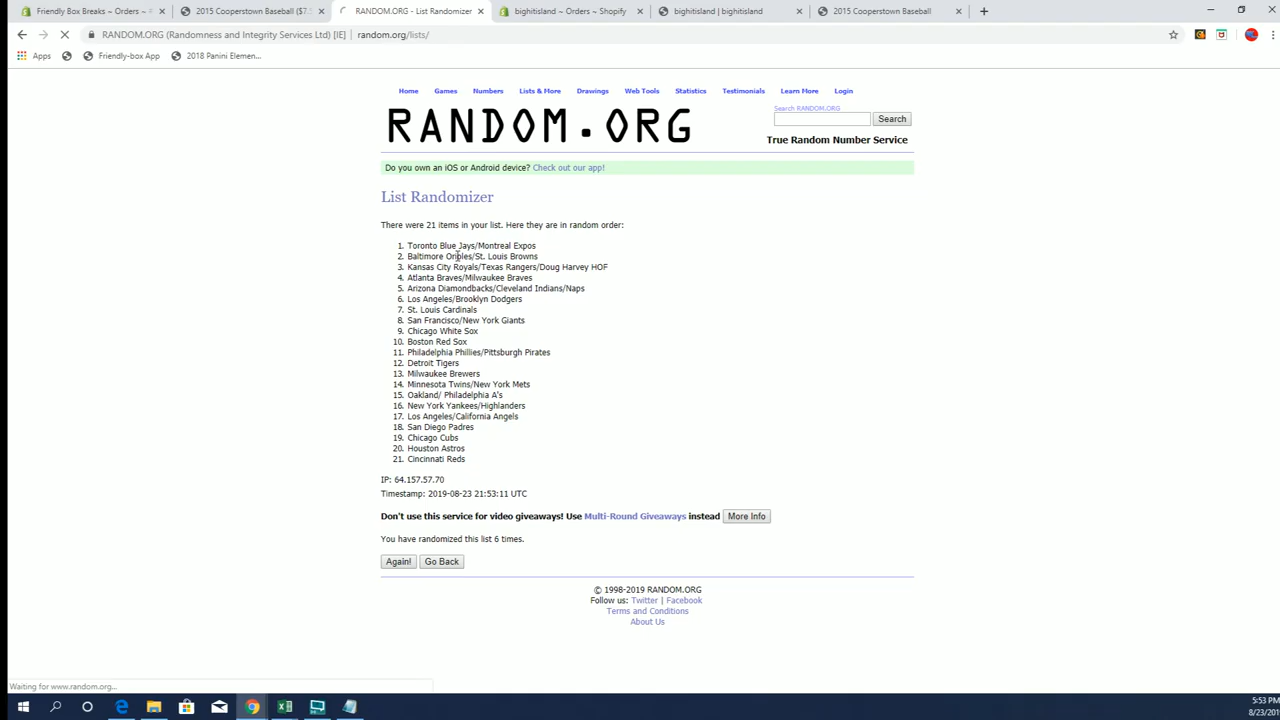 Friendly Box Breaks ~ Orders ~
2015 Cooperstown Baseball ($7.
RANDOM.ORG - List Randomizer
bighitisland ~ Orders ~ Shopify
bighitisland | bighitisland
2015 Cooperstown Baseball
RANDOM.ORG (Randomness and Integrity Services Ltd) [IE] | random.org/lists/
Apps
Friendly-box App
2018 Panini Elemen...
Home Games Numbers Lists & More Drawings Web Tools Statistics Testimonials Learn More Login
RANDOM.ORG
Search RANDOM.ORG
Search
True Random Number Service
Do you own an iOS or Android device? Check out our app!
List Randomizer
There were 21 items in your list. Here they are in random order:
1. Toronto Blue Jays/Montreal Expos
2. Baltimore Orioles/St. Louis Browns
3. Kansas City Royals/Texas Rangers/Doug Harvey HOF
4. Atlanta Braves/Milwaukee Braves
5. Arizona Diamondbacks/Cleveland Indians/Naps
6. Los Angeles/Brooklyn Dodgers
7. St. Louis Cardinals
8. San Francisco/New York Giants
9. Chicago White Sox
10. Boston Red Sox
11. Philadelphia Phillies/Pittsburgh Pirates
12. Detroit Tigers
13. Milwaukee Brewers
14. Minnesota Twins/New York Mets
15. Oakland/ Philadelphia A's
16. New York Yankees/Highlanders
17. Los Angeles/California Angels
18. San Diego Padres
19. Chicago Cubs
20. Houston Astros
21. Cincinnati Reds
IP: 64.157.57.70
Timestamp: 2019-08-23 21:53:11 UTC
Don't use this service for video giveaways! Use Multi-Round Giveaways instead More Info
You have randomized this list 6 times.
Again! Go Back
© 1998-2019 RANDOM.ORG
Follow us: Twitter | Facebook
Terms and Conditions
About Us
Waiting for www.random.org...
5:53 PM
8/23/201